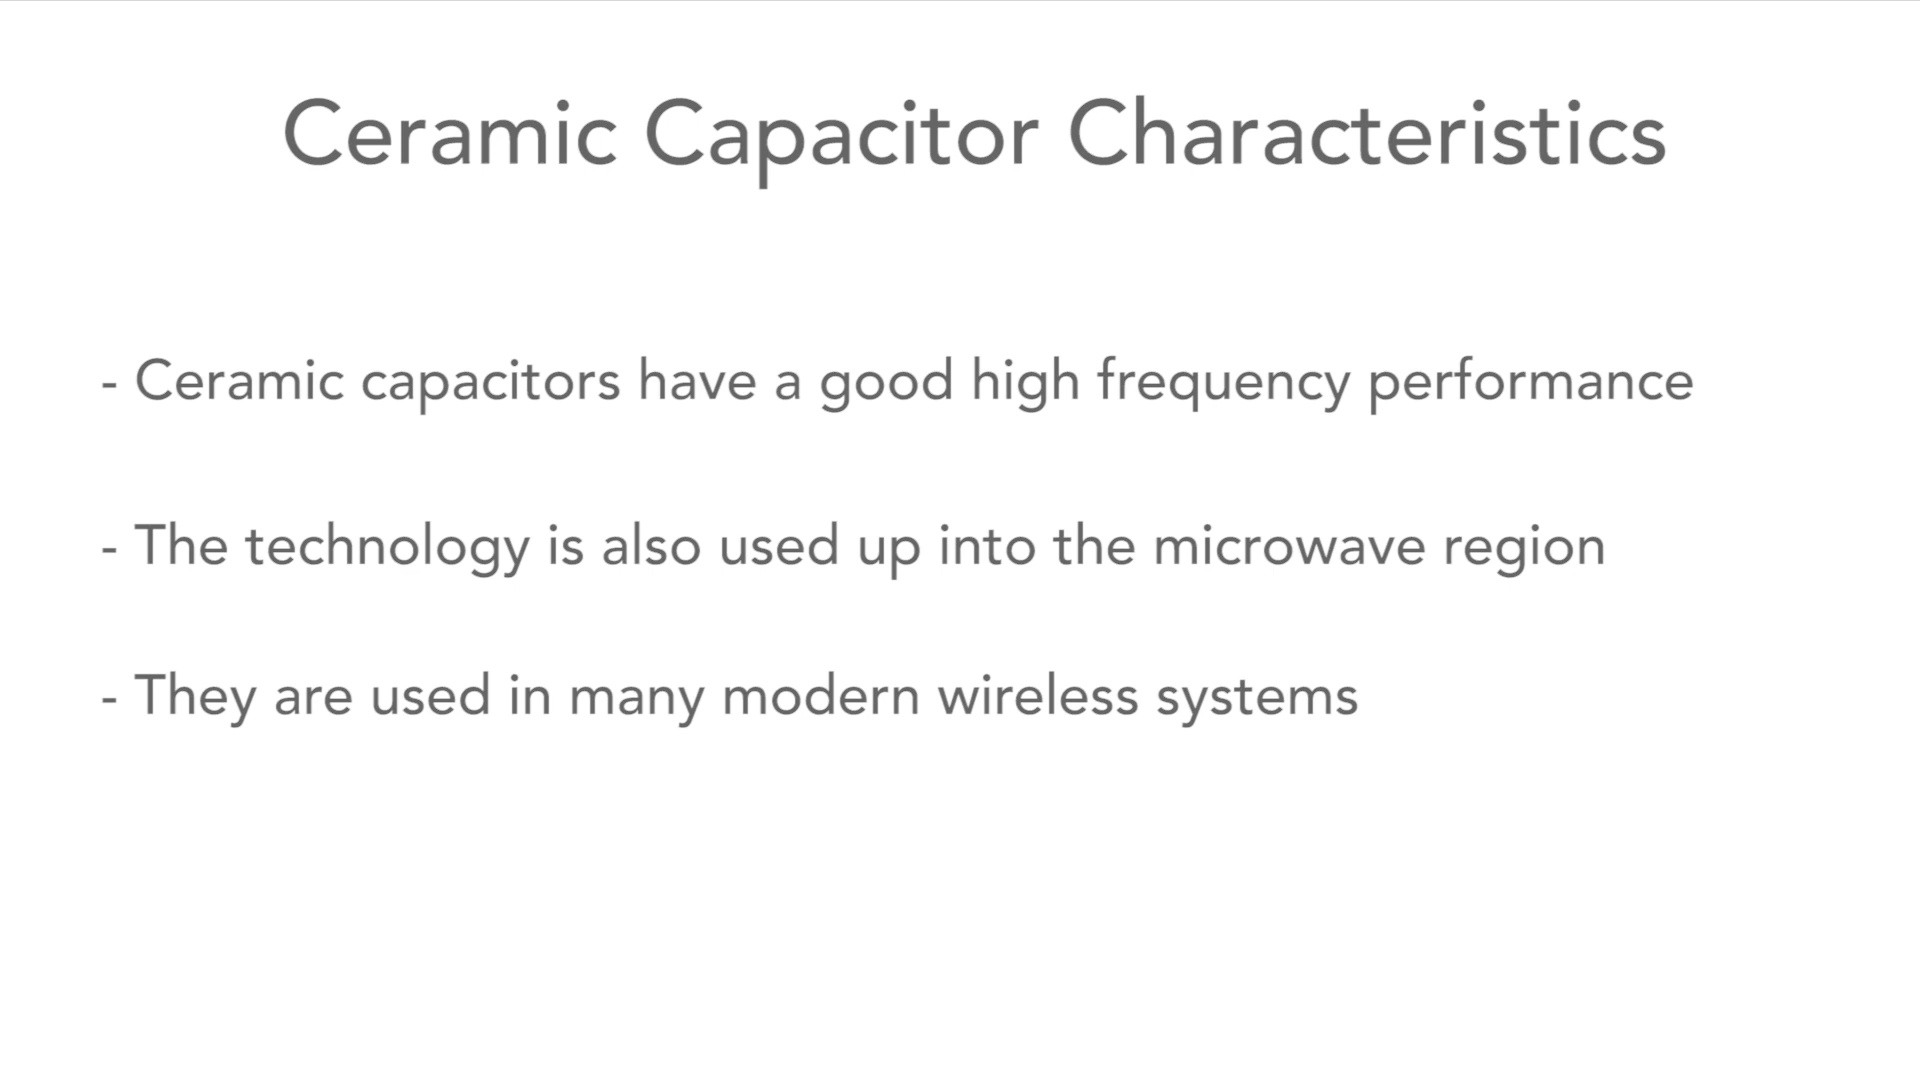 Ceramic Capacitor Characteristics
- Ceramic capacitors have a good high frequency performance
- The technology is also used up into the microwave region
- They are used in many modern wireless systems